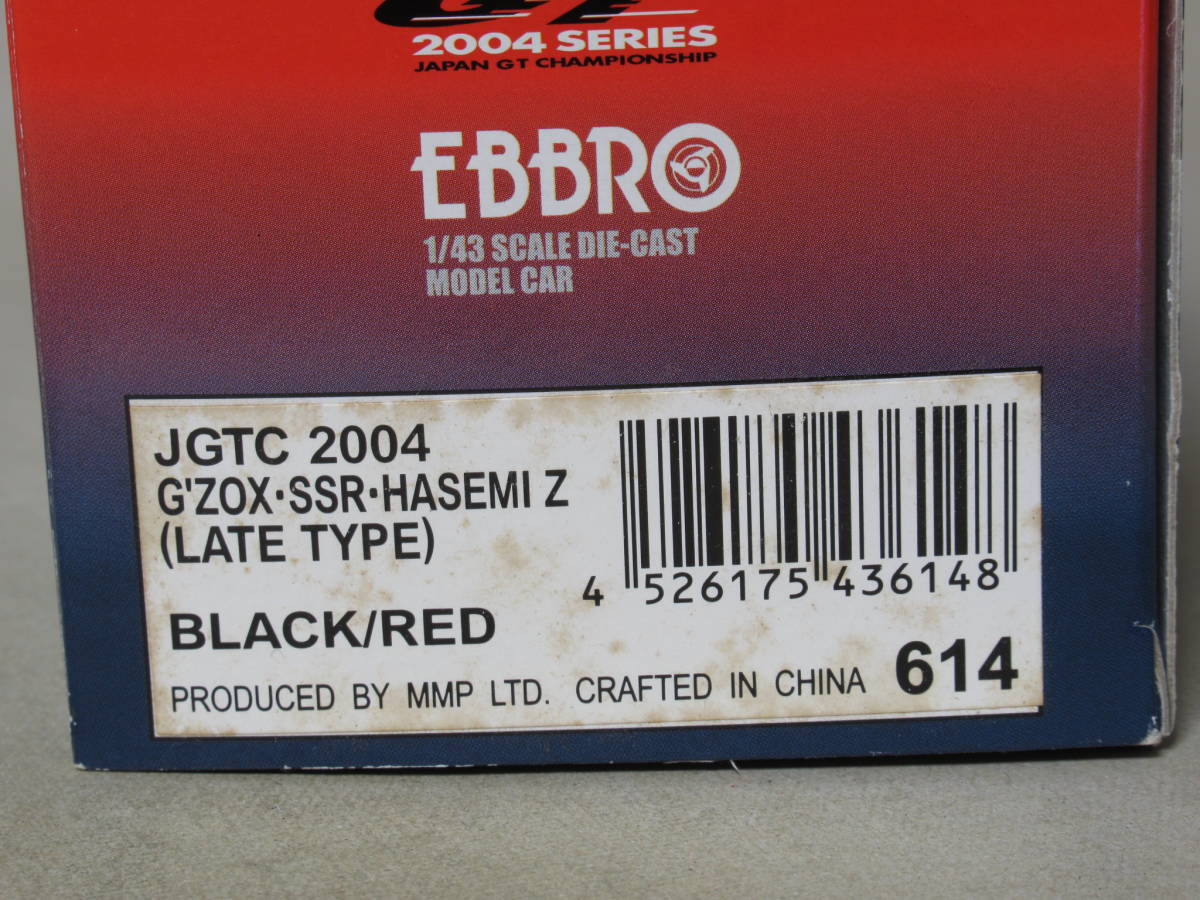 GT
2004 SERIES
JAPAN GT CHAMPIONSHIP
EBBRO
1/43 SCALE DIE-CAST
MODEL CAR
JGTC 2004
G'ZOX·SSR·HASEMI Z
(LATE TYPE)
BLACK/RED
4 526175 436148
PRODUCED BY MMP LTD. CRAFTED IN CHINA 614